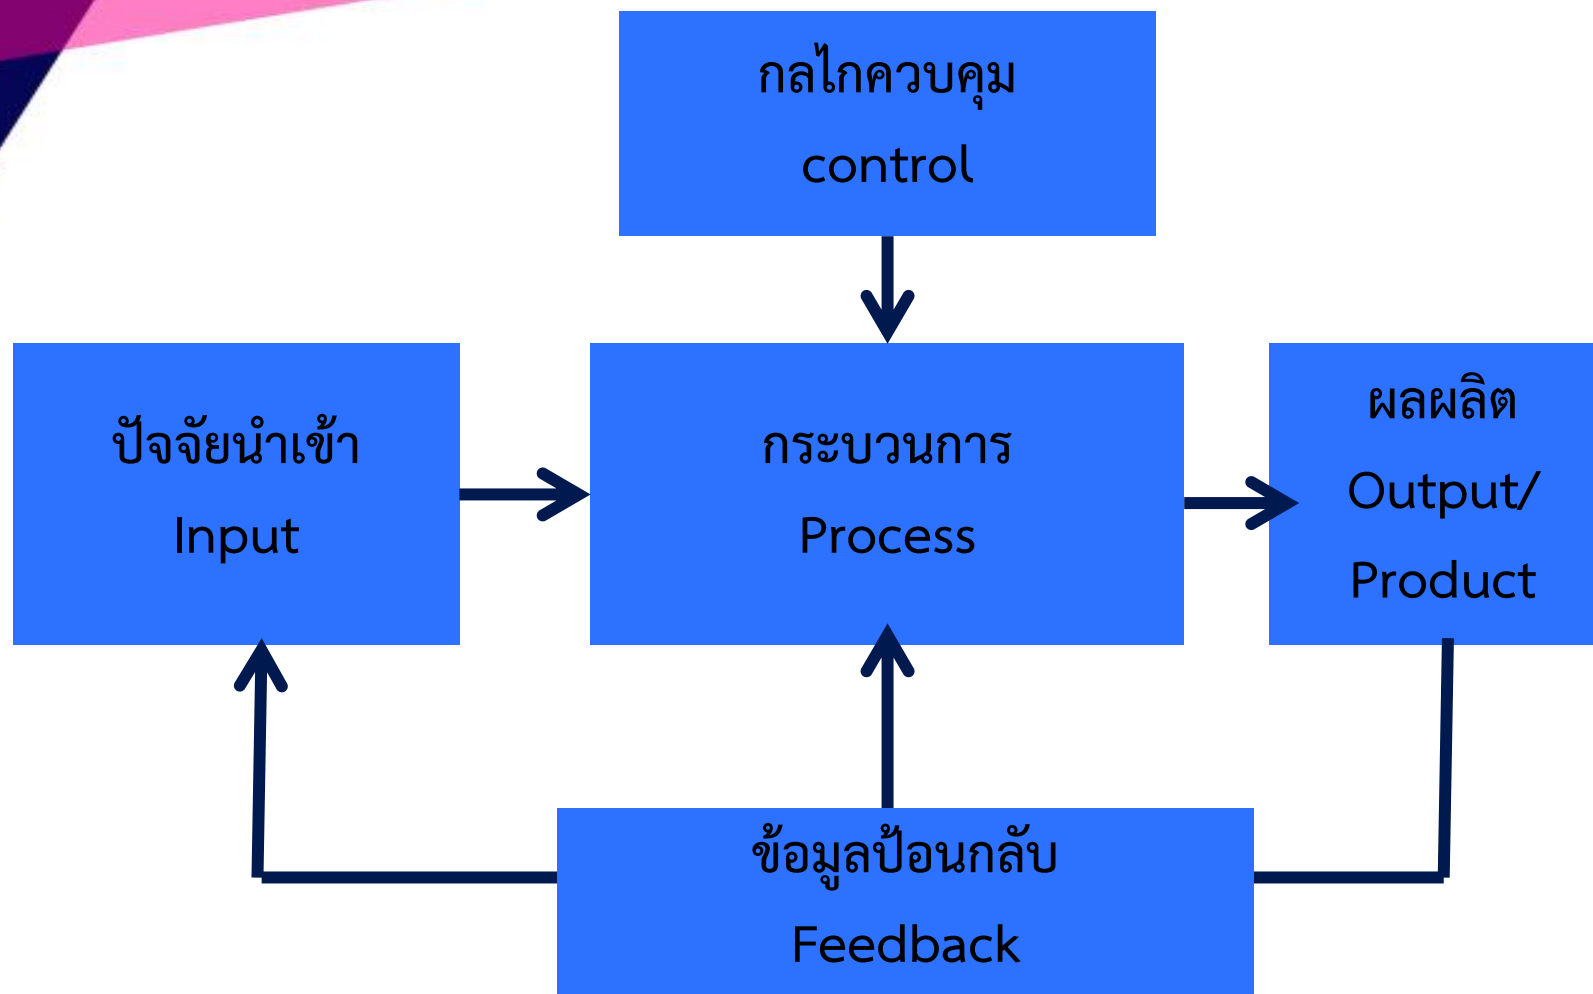 กลไกควบคุม
control
ปัจจัยนำเข้า
Input
กระบวนการ
Process
ผลผลิต
Output/
Product
ข้อมูลป้อนกลับ
Feedback